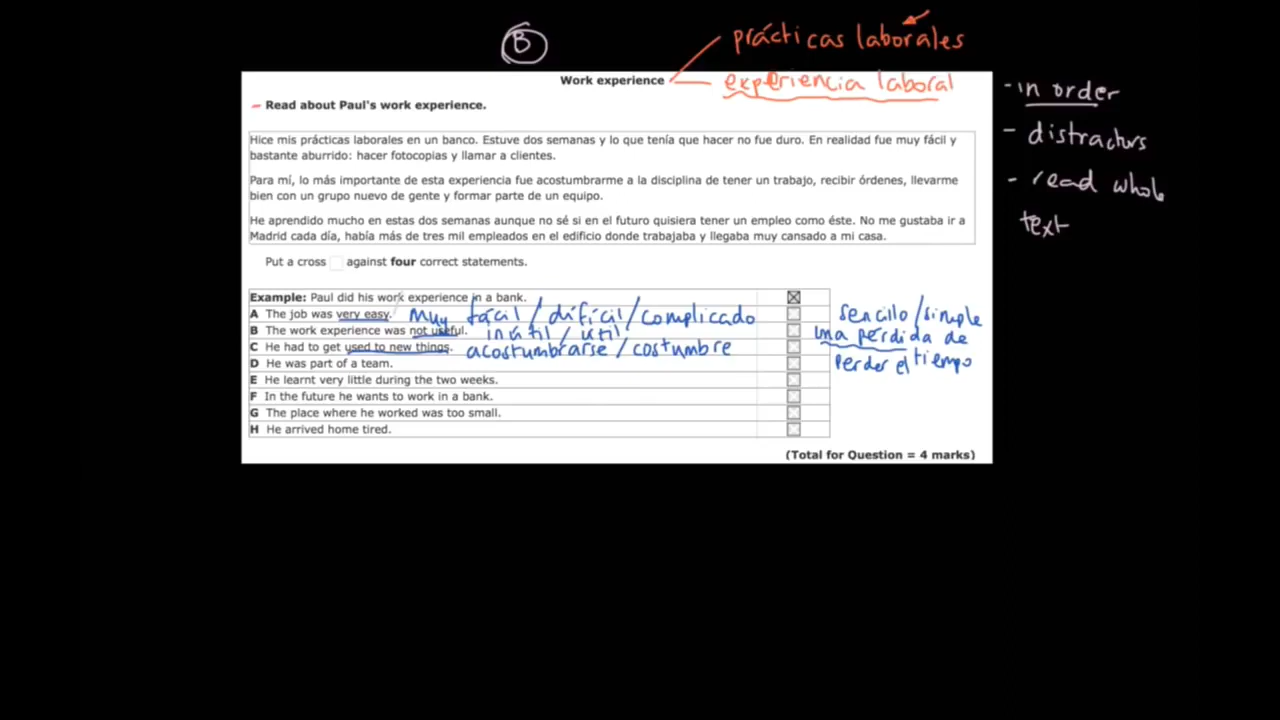 B
prácticas laborales
Work experience
experiencia laboral
- in order
- Read about Paul's work experience.
- distractors
Hice mis prácticas laborales en un banco. Estuve dos semanas y lo que tenía que hacer no fue duro. En realidad fue muy fácil y
bastante aburrido: hacer fotocopias y llamar a clientes.
- read whole
text
Para mí, lo más importante de esta experiencia fue acostumbrarme a la disciplina de tener un trabajo, recibir órdenes, llevarme
bien con un grupo nuevo de gente y formar parte de un equipo.
He aprendido mucho en estas dos semanas aunque no sé si en el futuro quisiera tener un empleo como éste. No me gustaba ir a
Madrid cada día, había más de tres mil empleados en el edificio donde trabajaba y llegaba muy cansado a mi casa.
Put a cross against four correct statements.
Example: Paul did his work experience in a bank.
A The job was very easy. Muy fácil / difícil / complicado
sencillo / simple
B The work experience was not useful. inútil / útil
una pérdida de
C He had to get used to new things. acostumbrarse / costumbre
perder el tiempo
D He was part of a team.
E He learnt very little during the two weeks.
F In the future he wants to work in a bank.
G The place where he worked was too small.
H He arrived home tired.
(Total for Question = 4 marks)